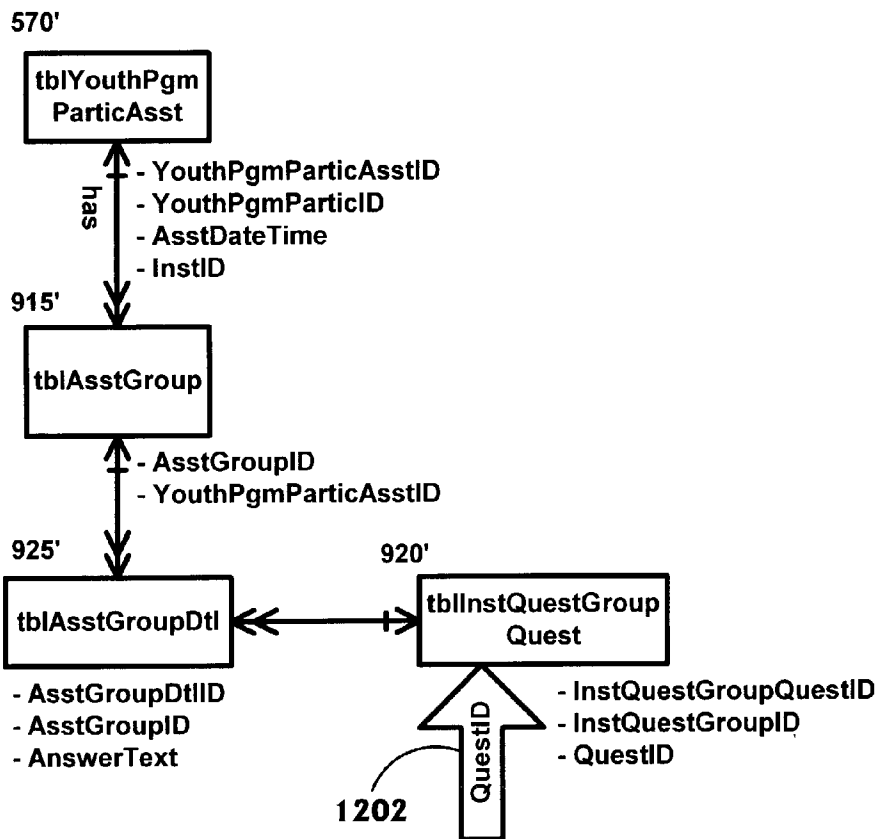 570'
tblYouthPgm
ParticAsst
has
- YouthPgmParticAsstID
- YouthPgmParticID
- AsstDateTime
- InstID
915'
tblAsstGroup
- AsstGroupID
- YouthPgmParticAsstID
925'
tblAsstGroupDtl
- AsstGroupDtlID
- AsstGroupID
- AnswerText
920'
tblInstQuestGroup
Quest
- InstQuestGroupQuestID
- InstQuestGroupID
- QuestID
QuestID
1202